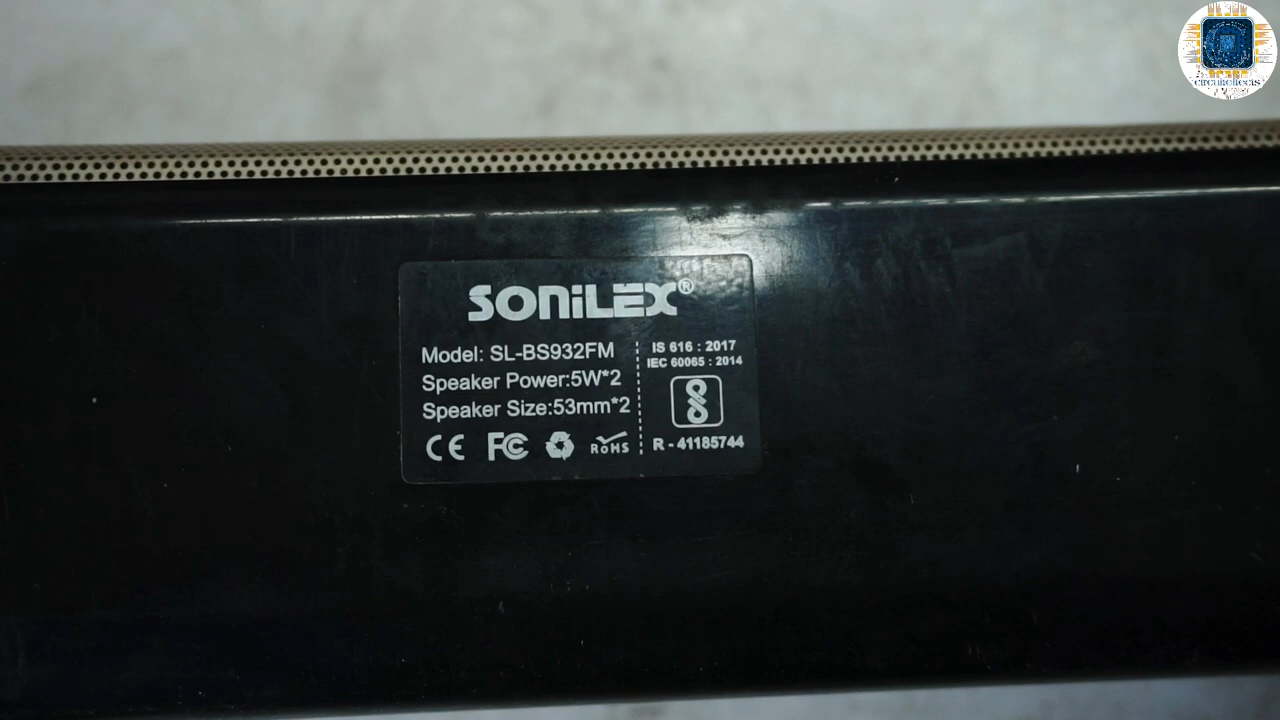 SONiLEX®
Model: SL-BS932FM
Speaker Power:5W*2
Speaker Size:53mm*2
CE FC RoHS
IS 616 : 2017
IEC 60065 : 2014
R - 41185744
circuiteffects